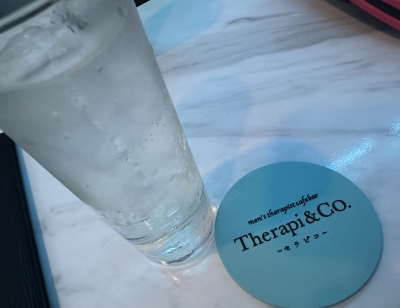 men's therapist cafe bar
Therapi&Co.
~セラピコ~